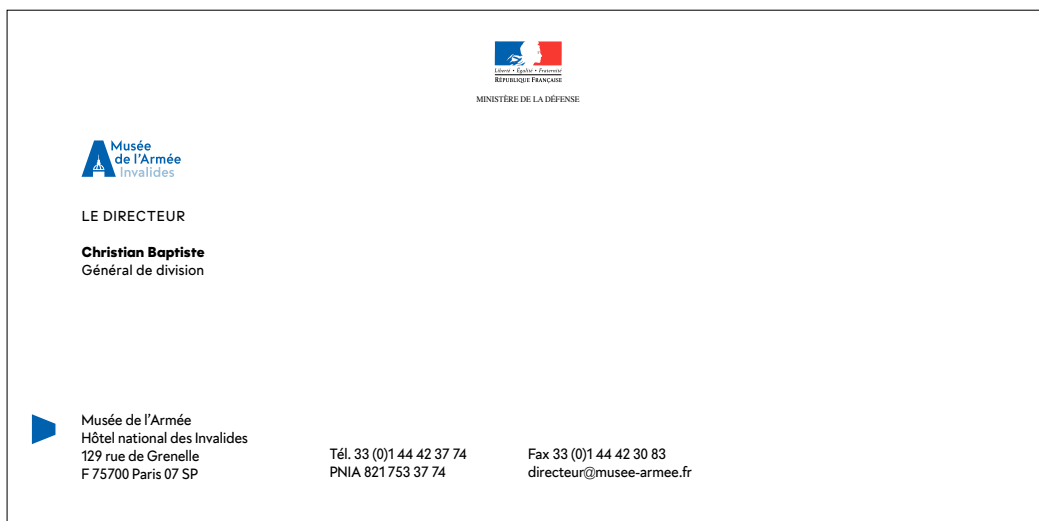 Liberté • Égalité • Fraternité
RÉPUBLIQUE FRANÇAISE
MINISTÈRE DE LA DÉFENSE
Musée
de l'Armée
Invalides
LE DIRECTEUR
Christian Baptiste
Général de division
Musée de l'Armée
Hôtel national des Invalides
129 rue de Grenelle
F 75700 Paris 07 SP
Tél. 33 (0)1 44 42 37 74
PNIA 821 753 37 74
Fax 33 (0)1 44 42 30 83
directeur@musee-armee.fr